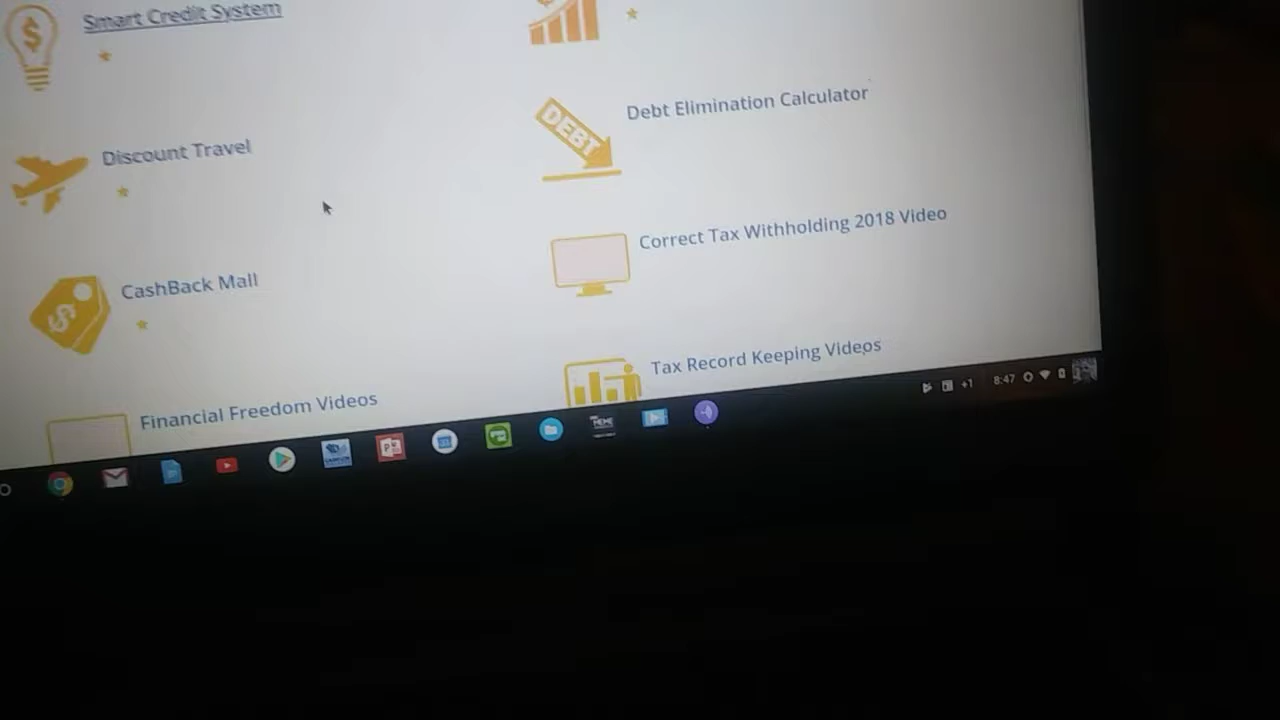 Smart Credit System
Discount Travel
CashBack Mall
Financial Freedom Videos
DEBT
Debt Elimination Calculator
Correct Tax Withholding 2018 Video
Tax Record Keeping Videos
+1
8:47